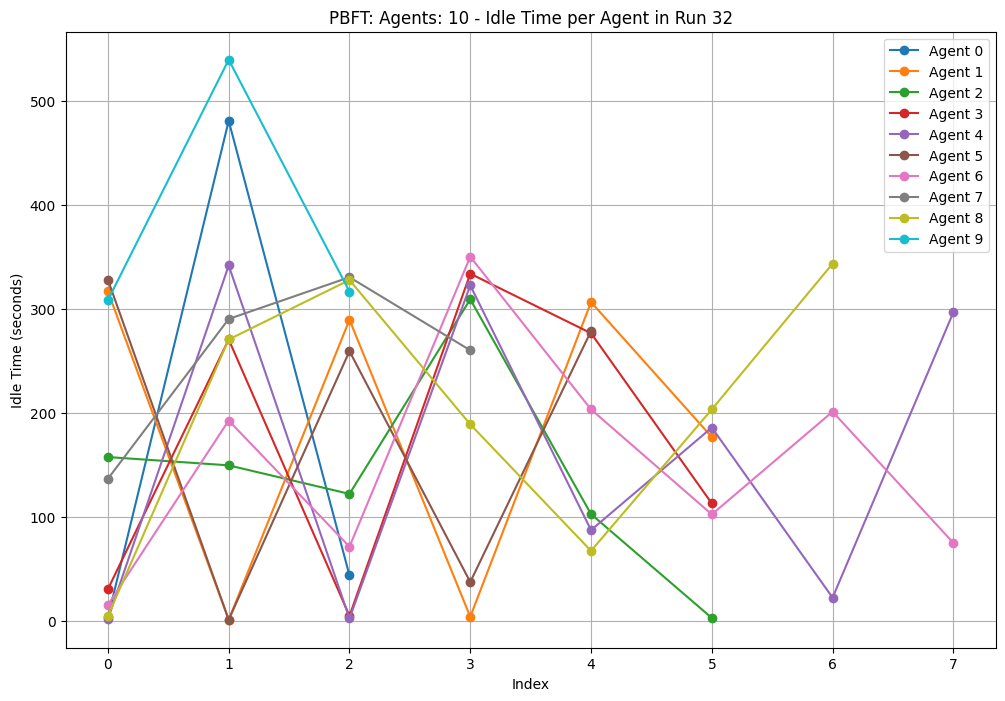 PBFT: Agents: 10 - Idle Time per Agent in Run 32
Idle Time (seconds)
500
400
300
200
100
0
0 1 2 3 4 5 6 7
Index
Agent 0
Agent 1
Agent 2
Agent 3
Agent 4
Agent 5
Agent 6
Agent 7
Agent 8
Agent 9